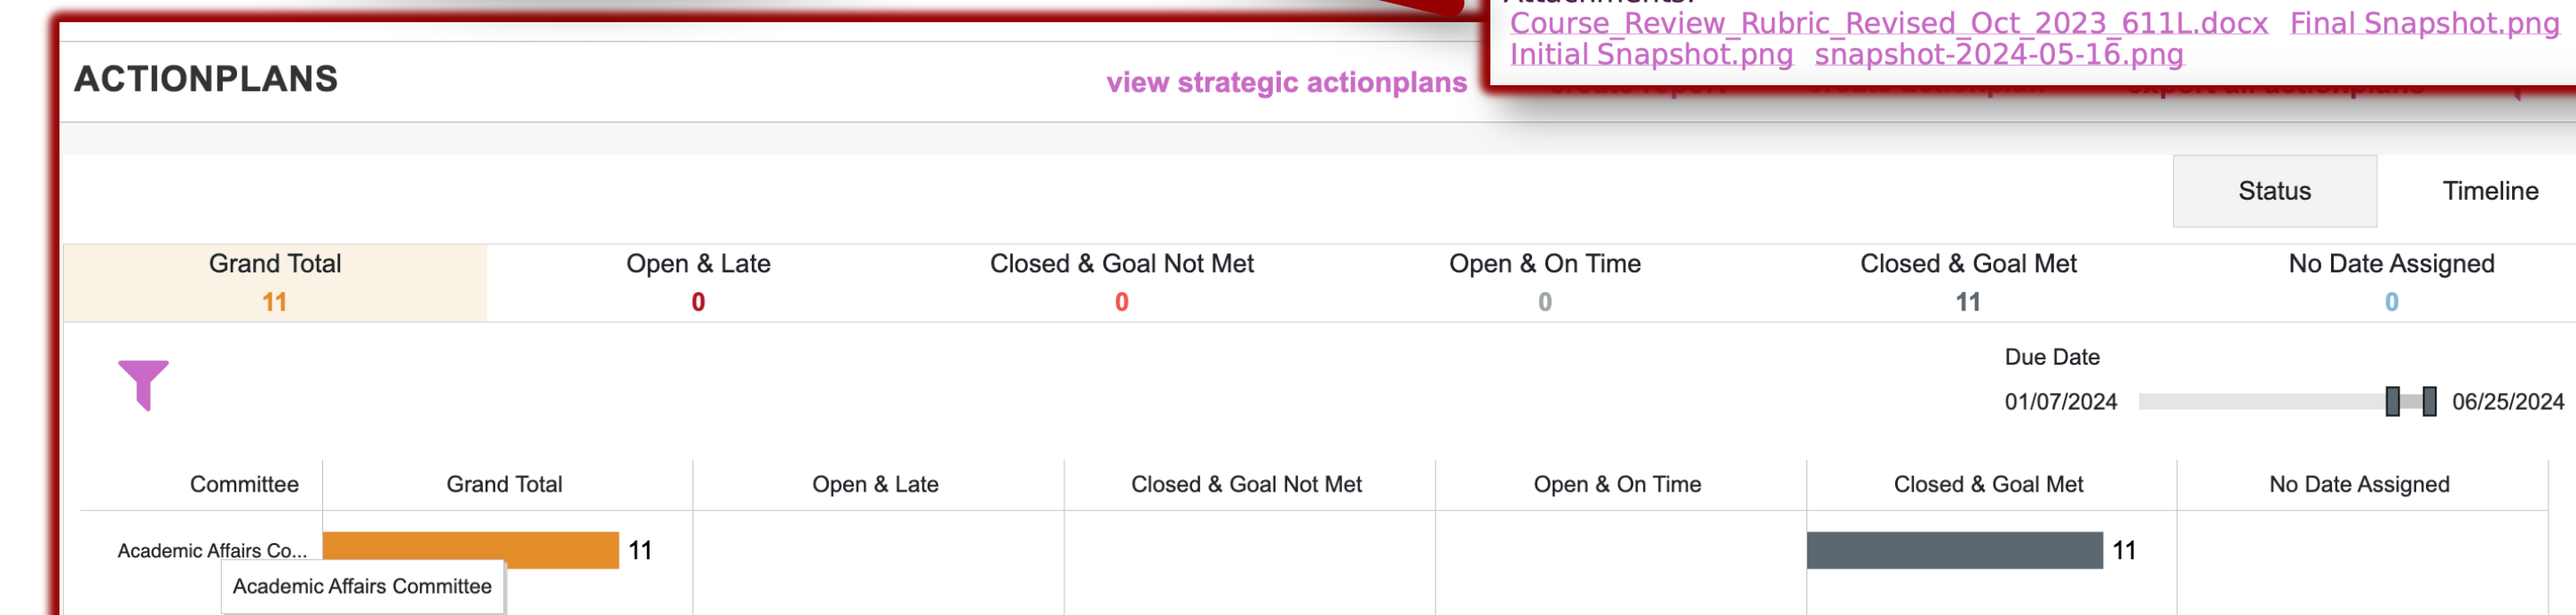 Attachments:
Course_Review_Rubric_Revised_Oct_2023_611L.docx Final Snapshot.png
Initial Snapshot.png snapshot-2024-05-16.png
ACTIONPLANS view strategic actionplans
export all actionplans
Status Timeline
Grand Total Open & Late Closed & Goal Not Met Open & On Time Closed & Goal Met No Date Assigned
11 0 0 0 11 0
Due Date
01/07/2024 06/25/2024
Committee Grand Total Open & Late Closed & Goal Not Met Open & On Time Closed & Goal Met No Date Assigned
Academic Affairs Co... 11 11
Academic Affairs Committee